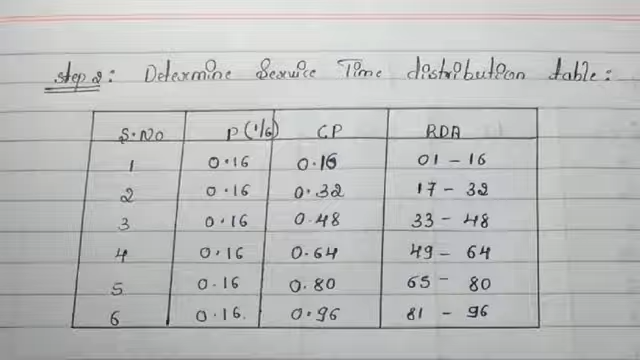 step 2: Determine Service Time distribution table:
S.No P(1/6) CP RDA
1 0.16 0.16 01 - 16
2 0.16 0.32 17 - 32
3 0.16 0.48 33 - 48
4 0.16 0.64 49 - 64
5 0.16 0.80 65 - 80
6 0.16. 0.96 81 - 96